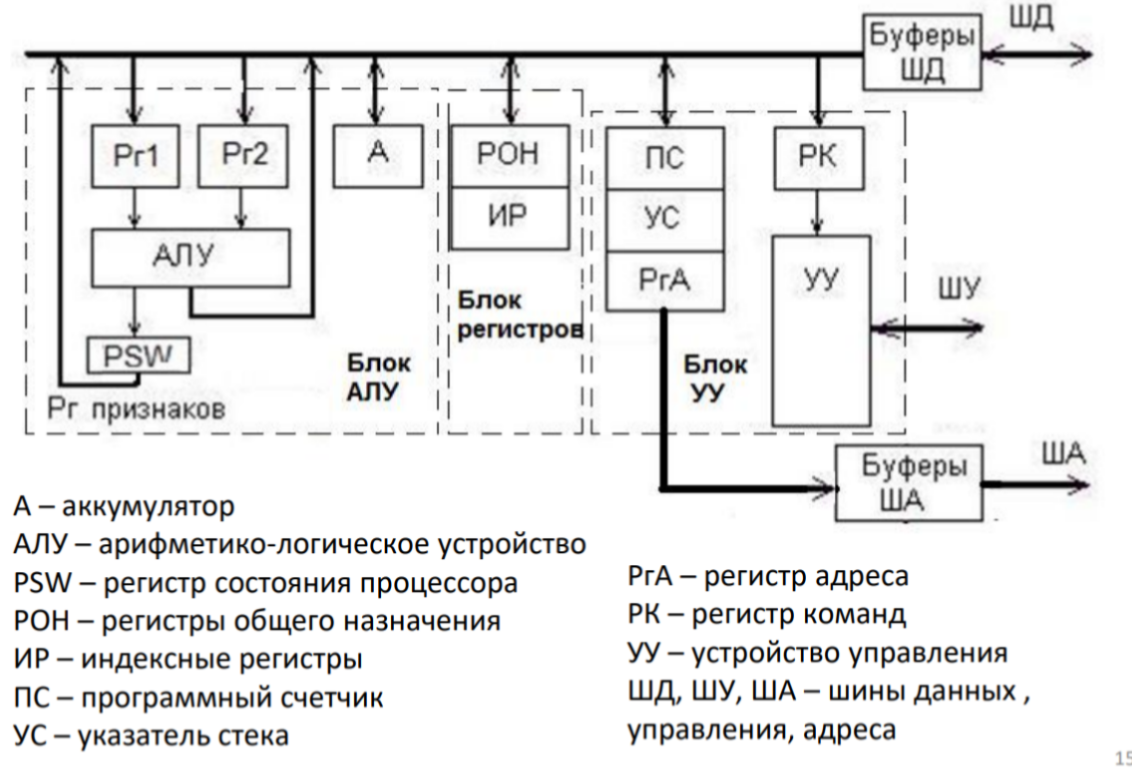 ШД
Буферы
ШД
Рг1
Рг2
А
РОН
ИР
ПС
УС
РгА
РК
АЛУ
УУ
ШУ
PSW
Рг признаков
Блок
АЛУ
Блок
регистров
Блок
УУ
Буферы
ША
ША
А – аккумулятор
АЛУ – арифметико-логическое устройство
PSW – регистр состояния процессора
РОН – регистры общего назначения
ИР – индексные регистры
ПС – программный счетчик
УС – указатель стека
РгА – регистр адреса
РК – регистр команд
УУ – устройство управления
ШД, ШУ, ША – шины данных ,
управления, адреса
15